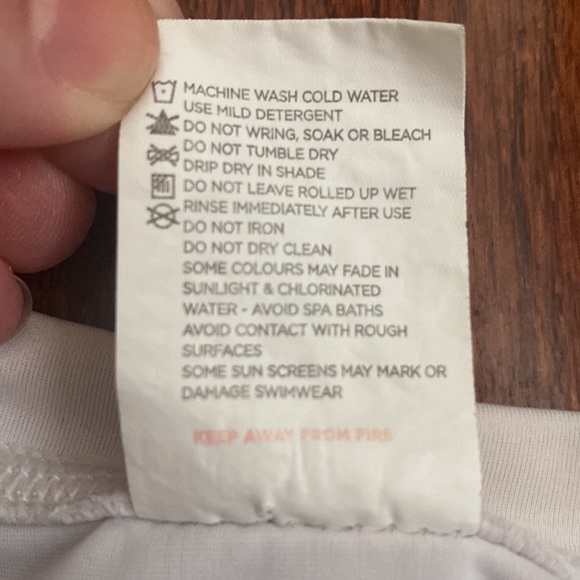 MACHINE WASH COLD WATER
USE MILD DETERGENT
DO NOT WRING, SOAK OR BLEACH
DO NOT TUMBLE DRY
DRIP DRY IN SHADE
DO NOT LEAVE ROLLED UP WET
RINSE IMMEDIATELY AFTER USE
DO NOT IRON
DO NOT DRY CLEAN
SOME COLOURS MAY FADE IN
SUNLIGHT & CHLORINATED
WATER - AVOID SPA BATHS
AVOID CONTACT WITH ROUGH
SURFACES
SOME SUN SCREENS MAY MARK OR
DAMAGE SWIMWEAR
KEEP AWAY FROM FIRE